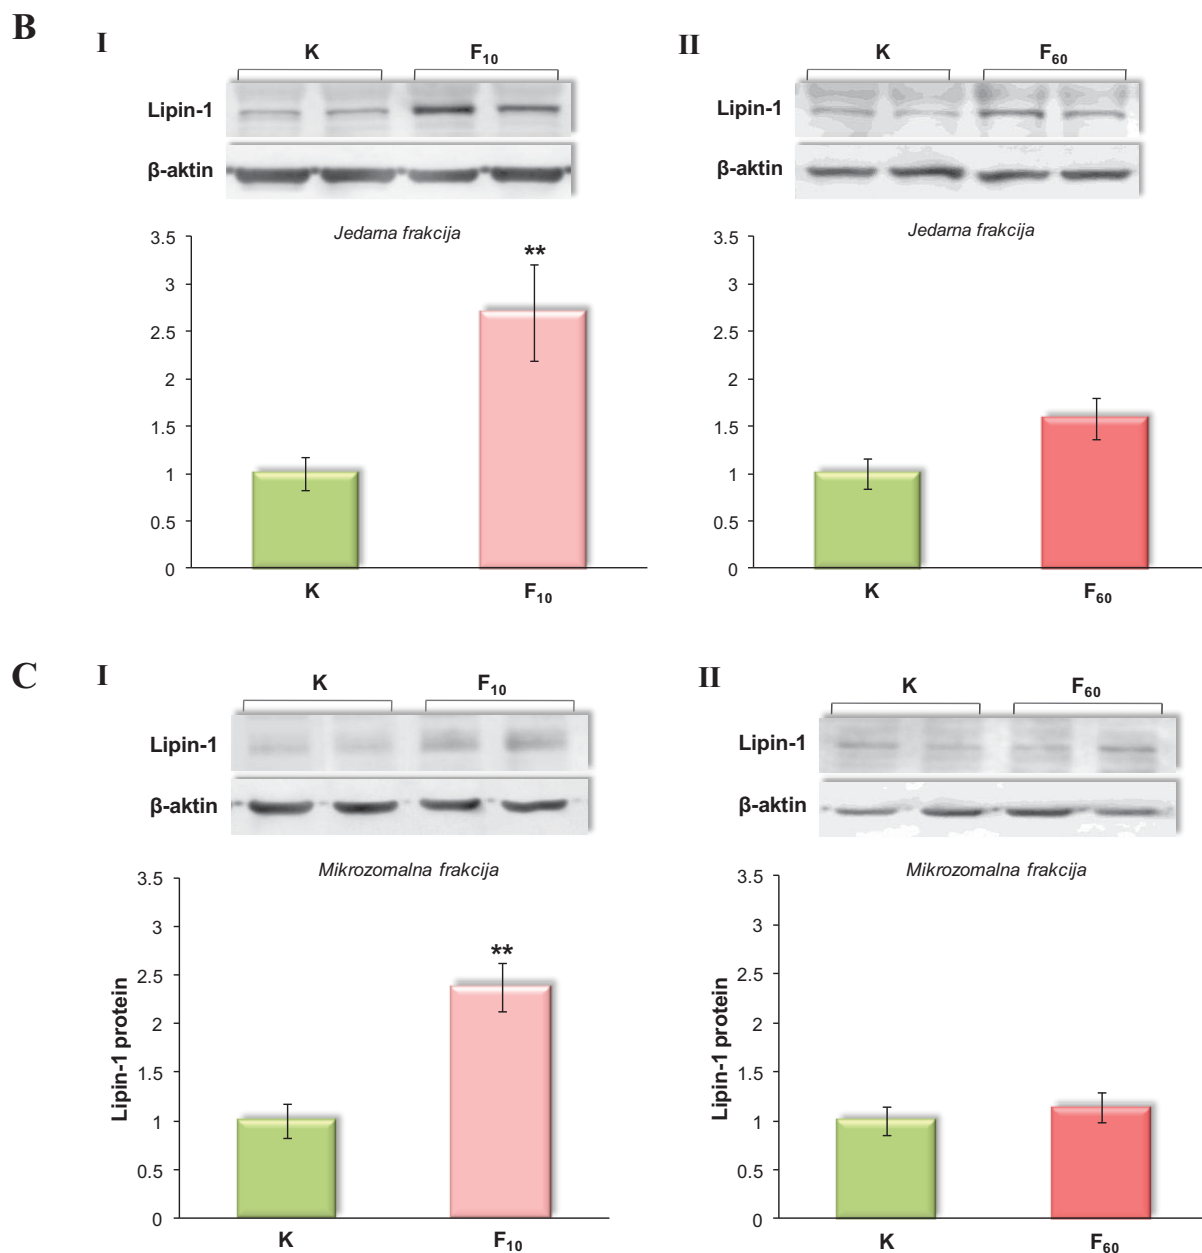 B
I
K F₁₀
Lipin-1
β-aktin
Jedarna frakcija
3.5
3
2.5
2
1.5
1
0.5
0
**
K F₁₀
II
K F₆₀
Lipin-1
β-aktin
Jedarna frakcija
3.5
3
2.5
2
1.5
1
0.5
0
K F₆₀
C
I
K F₁₀
Lipin-1
β-aktin
Mikrozomalna frakcija
Lipin-1 protein
3.5
3
2.5
2
1.5
1
0.5
0
**
K F₁₀
II
K F₆₀
Lipin-1
β-aktin
Mikrozomalna frakcija
Lipin-1 protein
3.5
3
2.5
2
1.5
1
0.5
0
K F₆₀